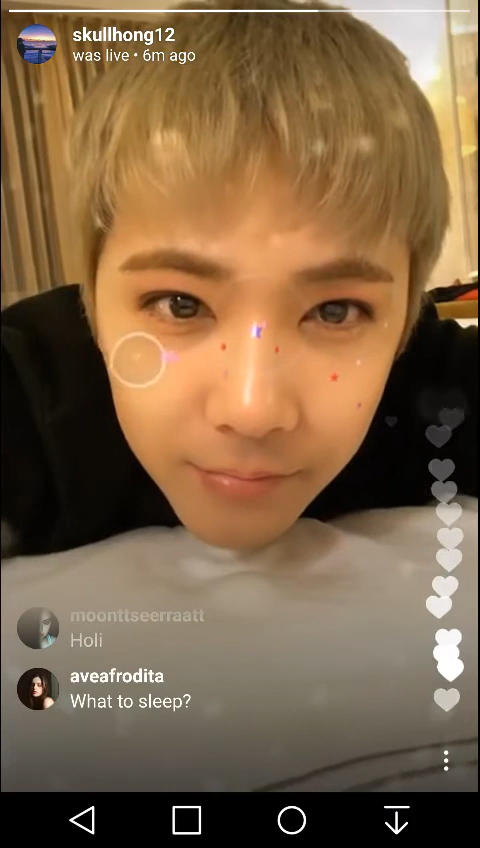 skullhong12
was live • 6m ago
moonttseerraatt
Holi
aveafrodita
What to sleep?